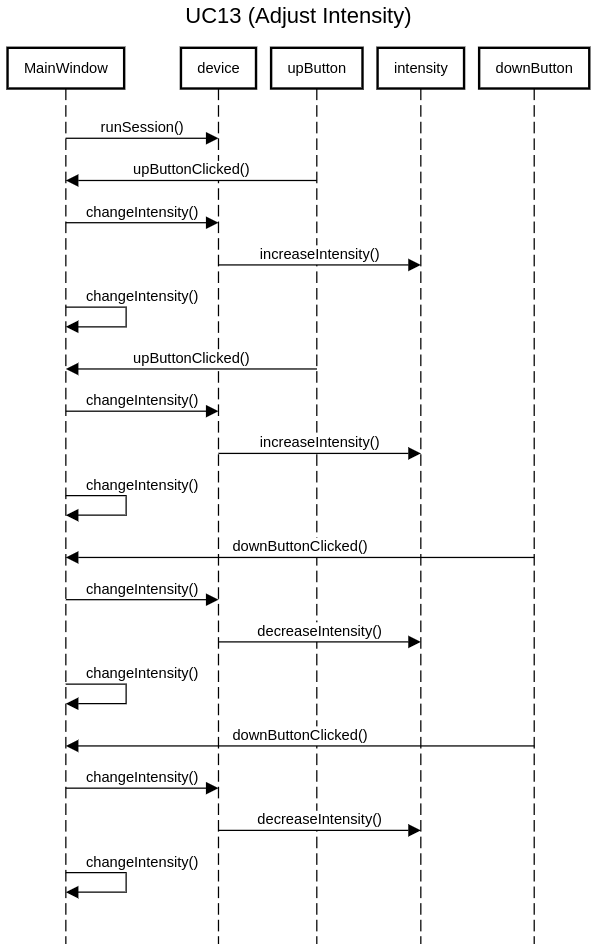 UC13 (Adjust Intensity)
MainWindow device upButton intensity downButton
runSession()
upButtonClicked()
changeIntensity()
increaseIntensity()
changeIntensity()
upButtonClicked()
changeIntensity()
increaseIntensity()
changeIntensity()
downButtonClicked()
changeIntensity()
decreaseIntensity()
changeIntensity()
downButtonClicked()
changeIntensity()
decreaseIntensity()
changeIntensity()